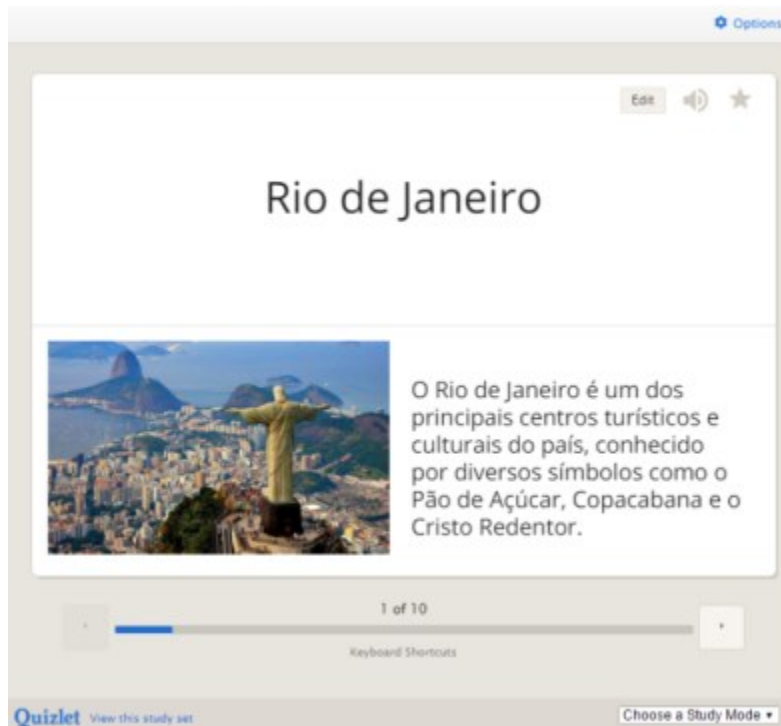 Options
Edit
Rio de Janeiro
O Rio de Janeiro é um dos
principais centros turísticos e
culturais do país, conhecido
por diversos símbolos como o
Pão de Açúcar, Copacabana e o
Cristo Redentor.
1 of 10
Keyboard Shortcuts
Quizlet View this study set
Choose a Study Mode